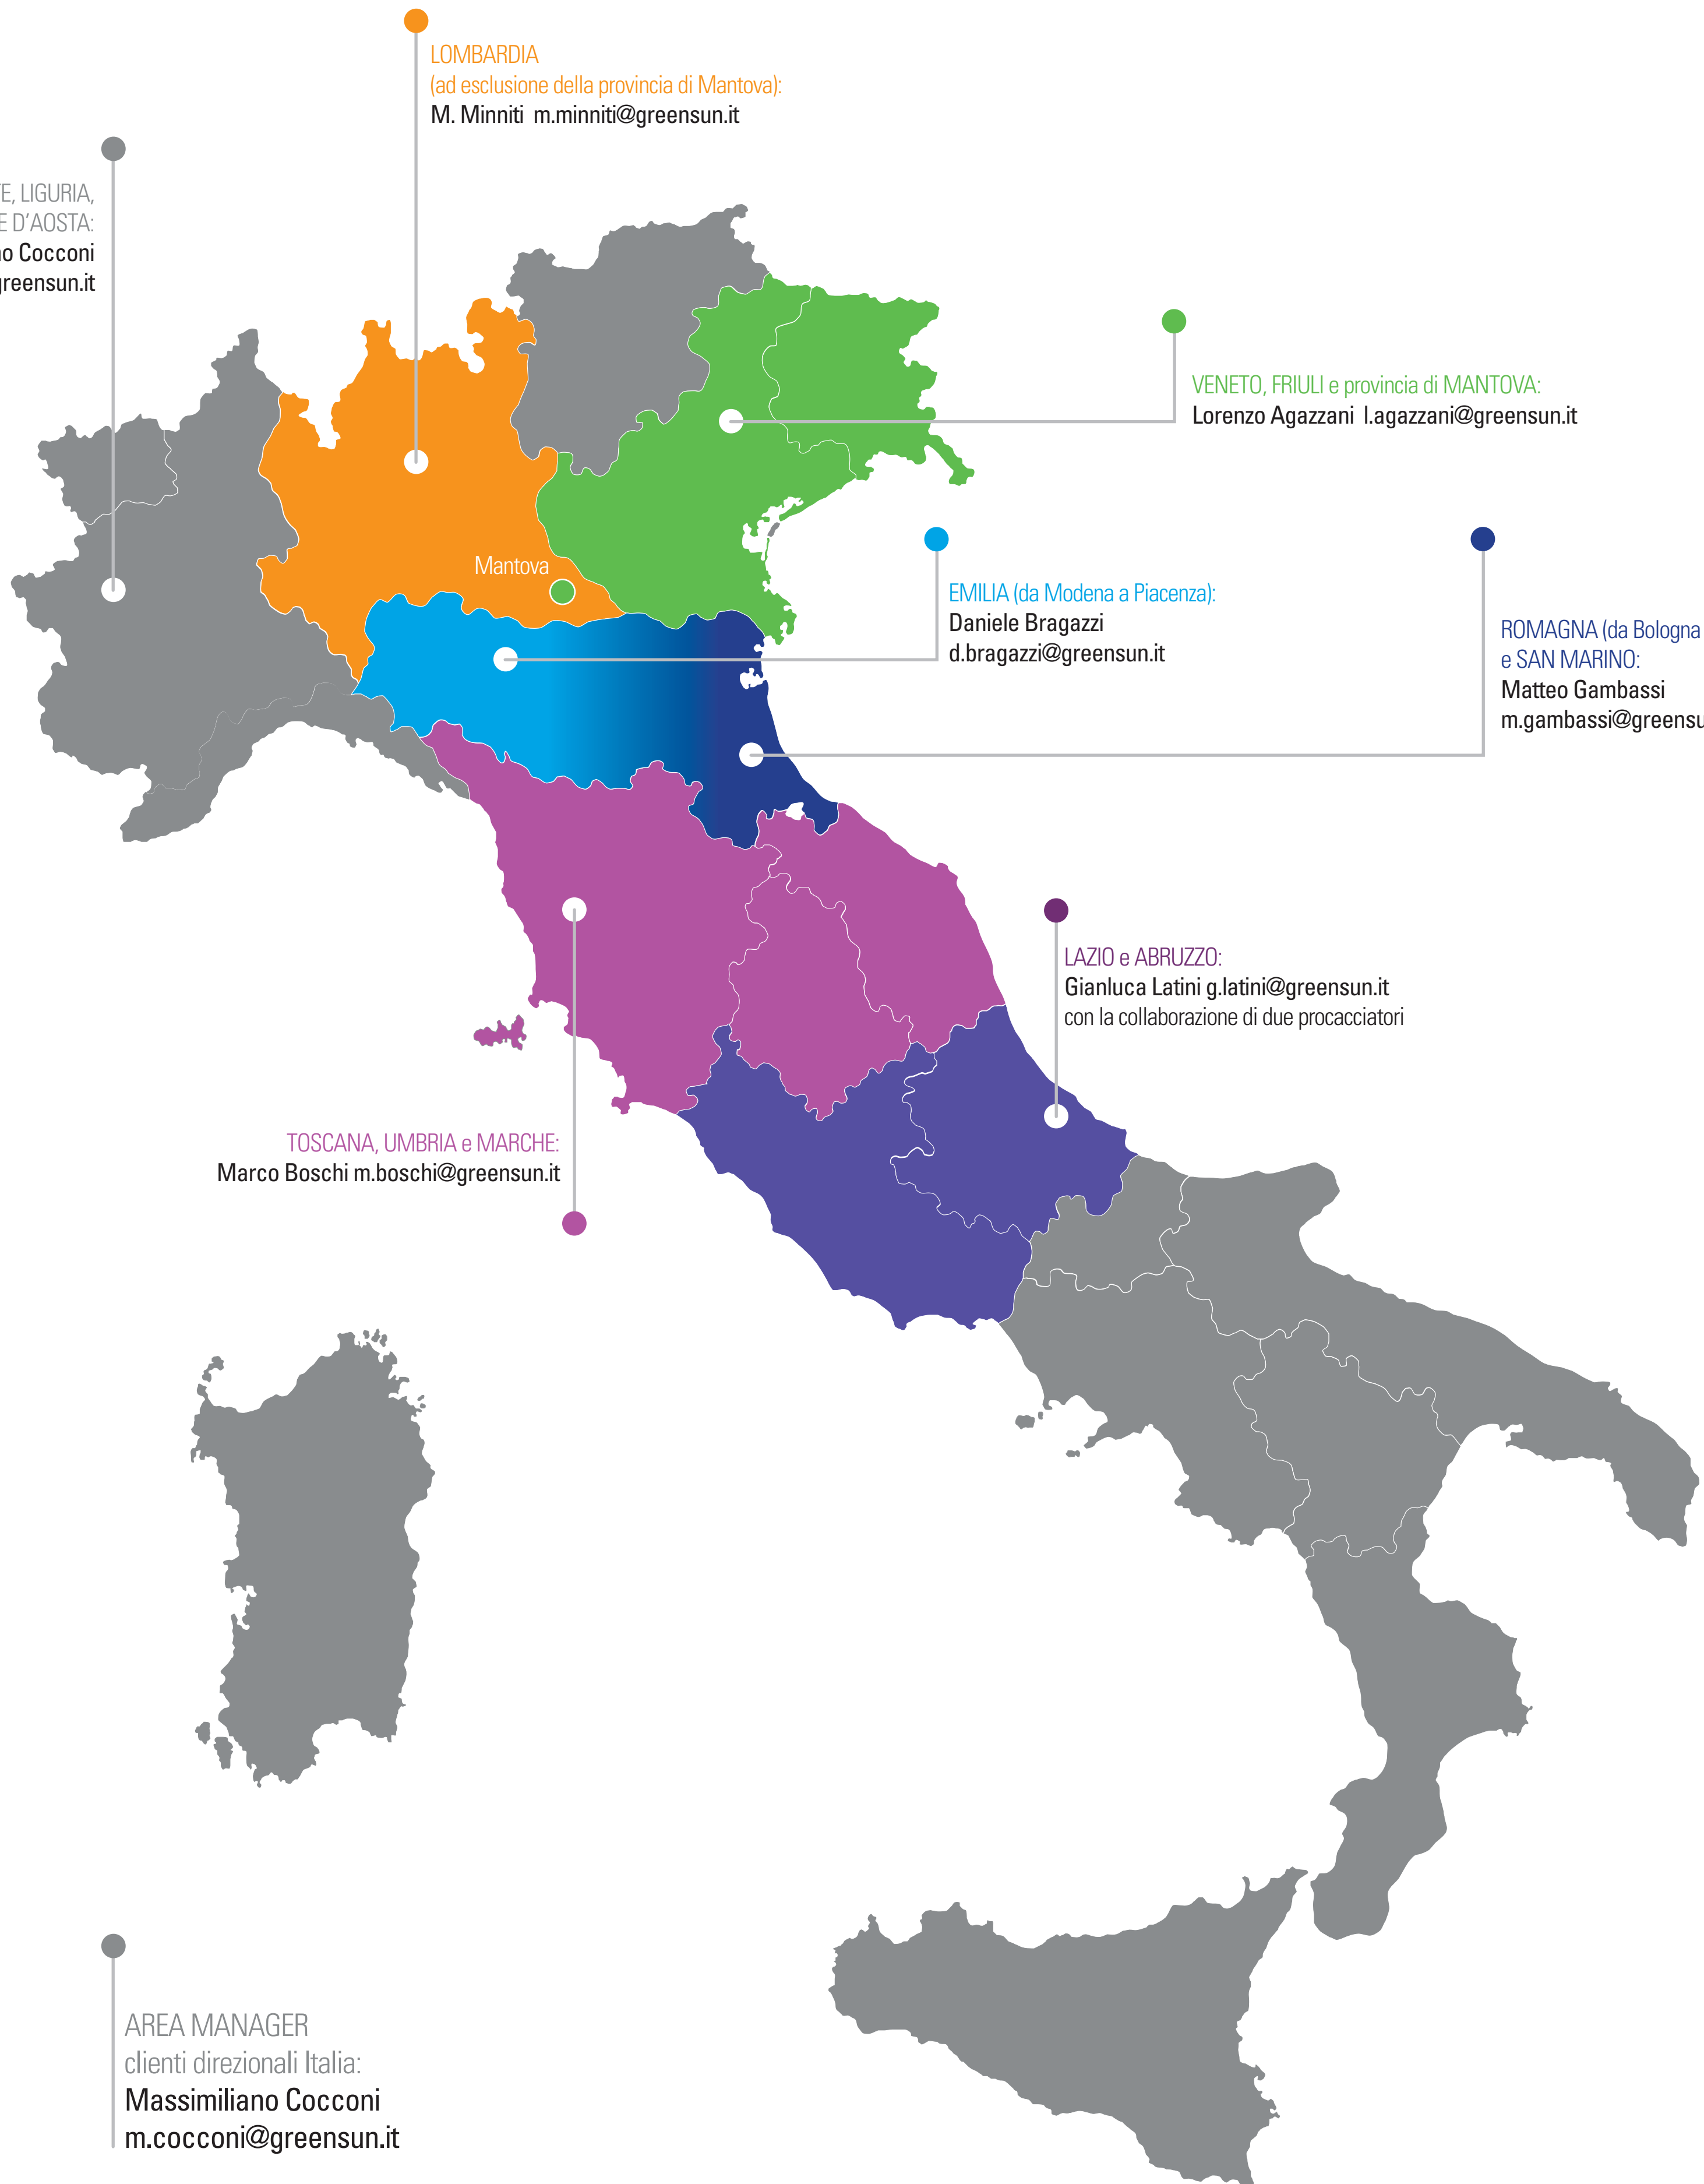 LOMBARDIA
(ad esclusione della provincia di Mantova):
M. Minniti m.minniti@greensun.it
LIGURIA,
D'AOSTA:
Cocconi
VENETO, FRIULI e provincia di MANTOVA:
Lorenzo Agazzani l.agazzani@greensun.it
Mantova
EMILIA (da Modena a Piacenza):
Daniele Bragazzi
d.bragazzi@greensun.it
ROMAGNA (da Bologna
e SAN MARINO:
Matteo Gambassi
m.gambassi@greensu
LAZIO e ABRUZZO:
Gianluca Latini g.latini@greensun.it
con la collaborazione di due procacciatori
TOSCANA, UMBRIA e MARCHE:
Marco Boschi m.boschi@greensun.it
AREA MANAGER
clienti direzionali Italia:
Massimiliano Cocconi
m.cocconi@greensun.it